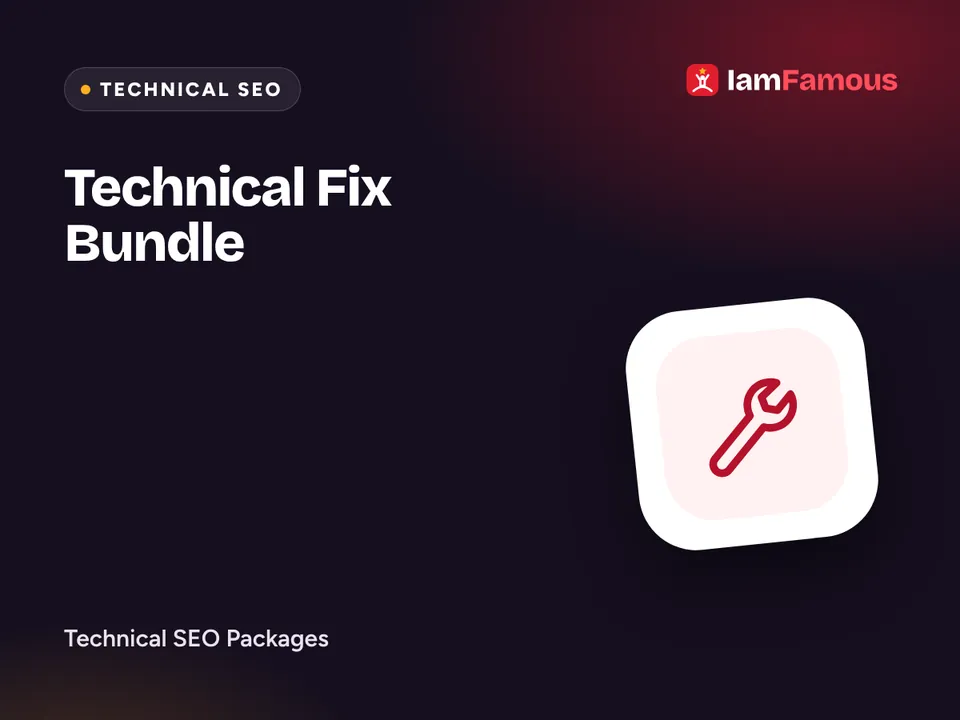 TECHNICAL SEO
IamFamous
Technical Fix
Bundle
Technical SEO Packages